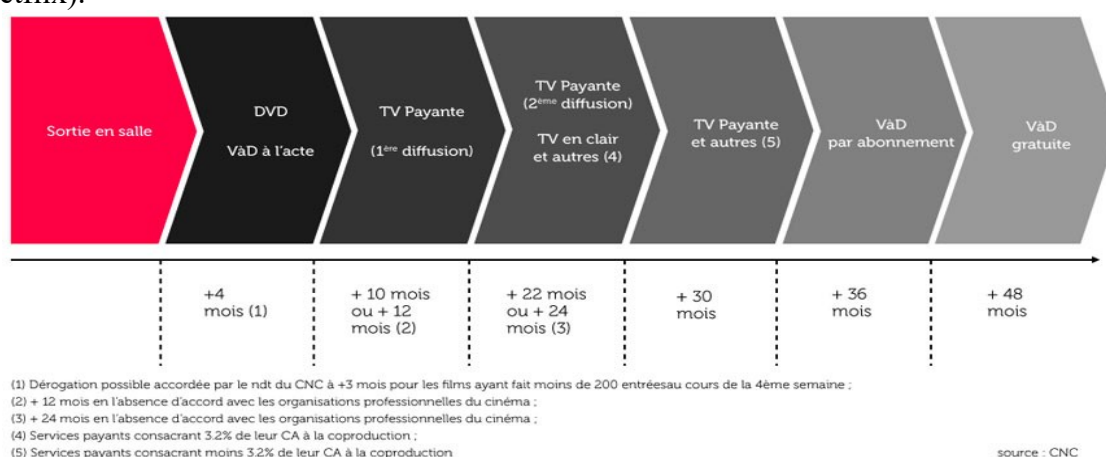 Sortie en salle
DVD
VàD à l'acte
TV Payante
(1ère diffusion)
TV Payante
(2ème diffusion)
TV en clair
et autres (4)
TV Payante
et autres (5)
VàD
par abonnement
VàD
gratuite
+4
mois (1)
+ 10 mois
ou + 12
mois (2)
+ 22 mois
ou + 24
mois (3)
+ 30
mois
+ 36
mois
+ 48
mois
(1) Dérogation possible accordée par le ndt du CNC à +3 mois pour les films ayant fait moins de 200 entréesau cours de la 4ème semaine ;
(2) + 12 mois en l'absence d'accord avec les organisations professionnelles du cinéma ;
(3) + 24 mois en l'absence d'accord avec les organisations professionnelles du cinéma ;
(4) Services payants consacrant 3.2% de leur CA à la coproduction ;
(5) Services payants consacrant moins 3.2% de leur CA à la coproduction
source : CNC